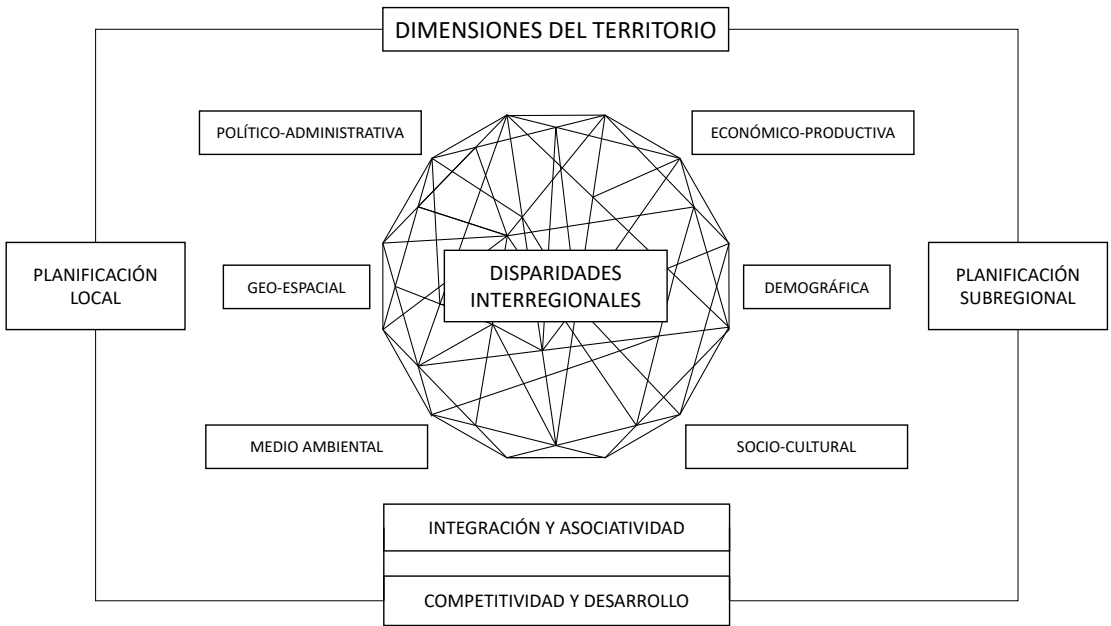 DIMENSIONES DEL TERRITORIO
POLÍTICO-ADMINISTRATIVA
ECONÓMICO-PRODUCTIVA
PLANIFICACIÓN
LOCAL
GEO-ESPACIAL
DISPARIDADES
INTERREGIONALES
DEMOGRÁFICA
PLANIFICACIÓN
SUBREGIONAL
MEDIO AMBIENTAL
SOCIO-CULTURAL
INTEGRACIÓN Y ASOCIATIVIDAD
COMPETITIVIDAD Y DESARROLLO